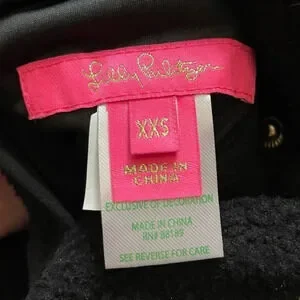 Lilly Pulitzer
XXS
MADE IN
CHINA
EXCLUSIVE OF DECORATION
MADE IN CHINA
RN# 88189
SEE REVERSE FOR CARE